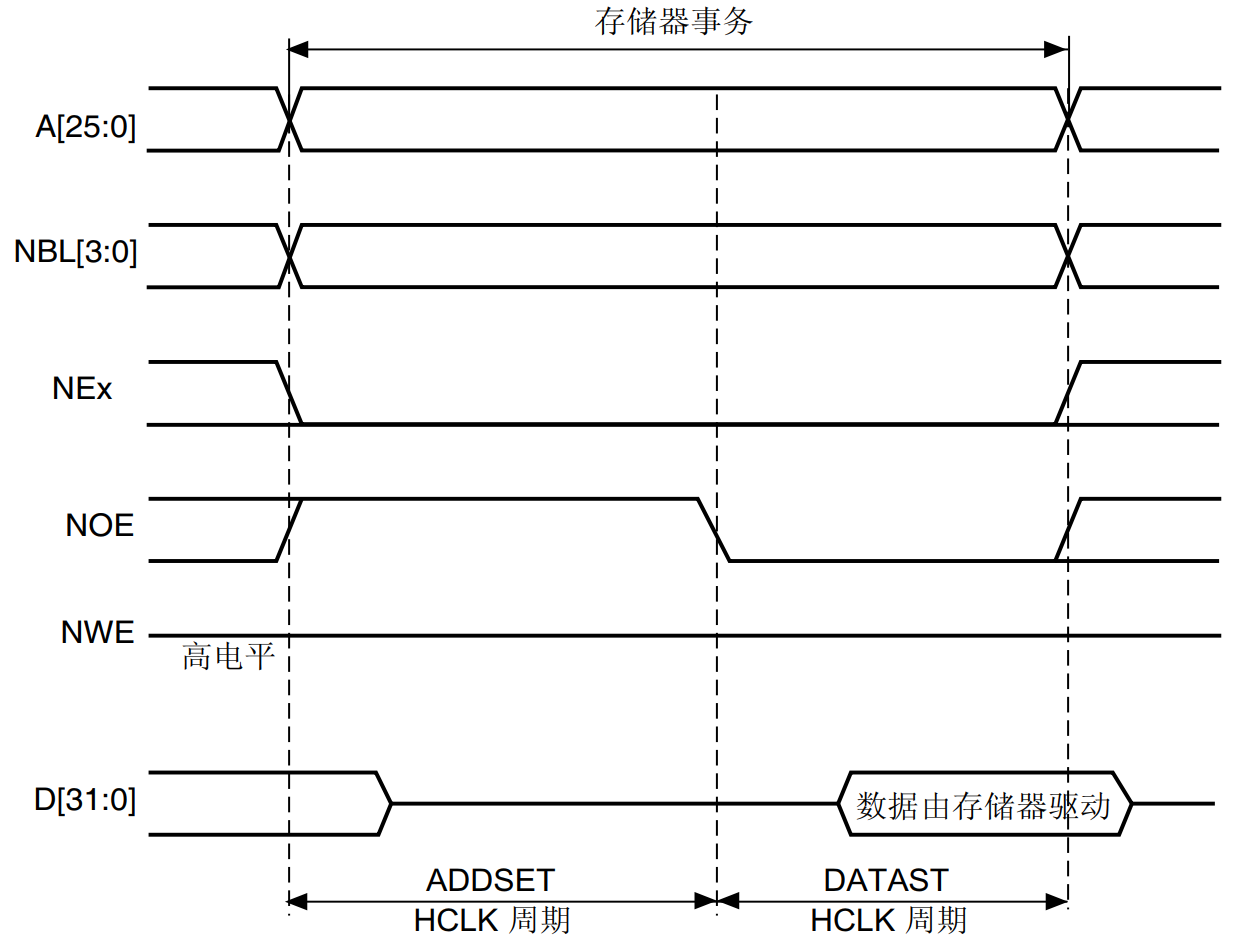 存储器事务
A[25:0]
NBL[3:0]
NEx
NOE
NWE
高电平
D[31:0]
数据由存储器驱动
ADDSET
HCLK 周期
DATAST
HCLK 周期